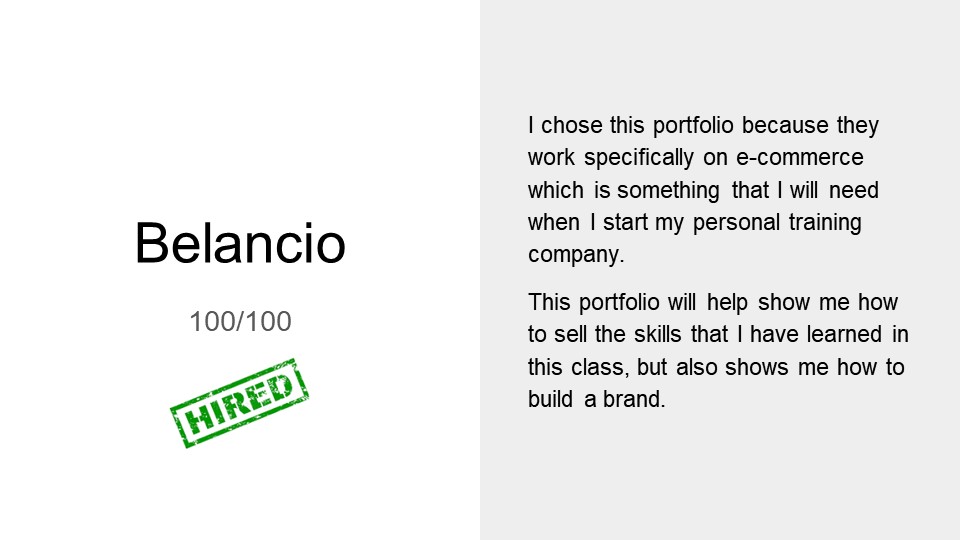 Belancio
100/100
HIRED
I chose this portfolio because they
work specifically on e-commerce
which is something that I will need
when I start my personal training
company.
This portfolio will help show me how
to sell the skills that I have learned in
this class, but also shows me how to
build a brand.